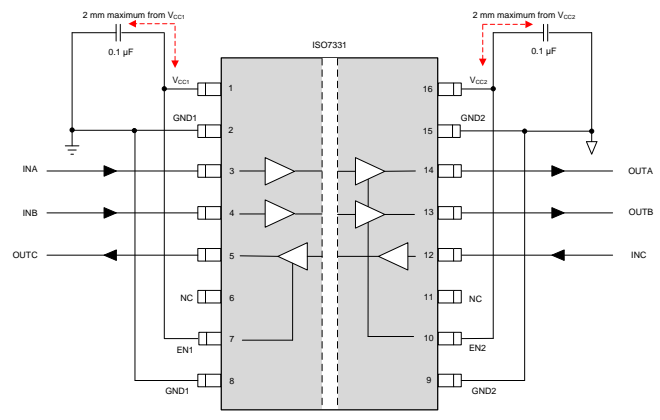 2 mm maximum from VCC1
2 mm maximum from VCC2
0.1 µF
0.1 µF
ISO7331
VCC1
1
16
VCC2
GND1
2
15
GND2
INA
3
14
OUTA
INB
4
13
OUTB
OUTC
5
12
INC
NC
6
11
NC
EN1
7
10
EN2
GND1
8
9
GND2